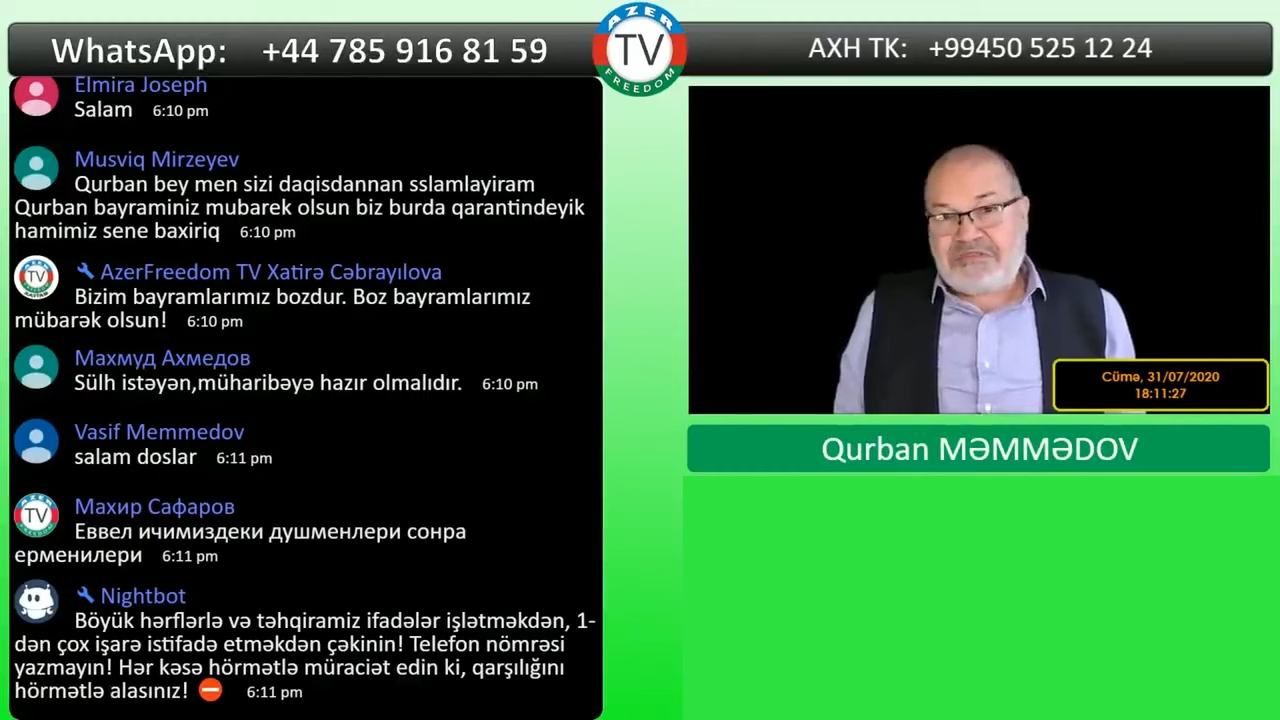 WhatsApp: +44 785 916 81 59
AZER
TV
FREEDOM
AXH TK: +99450 525 12 24
Elmira Joseph
Salam 6:10 pm
Musviq Mirzeyev
Qurban bey men sizi daqisdannan sslamlayiram
Qurban bayraminiz mubarek olsun biz burda qarantindeyik
hamimiz sene baxiriq 6:10 pm
TV
AzerFreedom TV Xatirə Cəbrayılova
Bizim bayramlarımız bozdur. Boz bayramlarımız
mübarək olsun! 6:10 pm
Махмуд Ахмедов
Sülh istəyən,müharibəyə hazır olmalıdır. 6:10 pm
Vasif Memmedov
salam doslar 6:11 pm
AZER
TV
Махир Сафаров
Еввел ичимиздеки душменлери сонра
ерменилери 6:11 pm
Nightbot
Böyük hərflərlə və təhqiramiz ifadələr işlətməkdən, 1-
dən çox işarə istifadə etməkdən çəkinin! Telefon nömrəsi
yazmayın! Hər kəsə hörmətlə müraciət edin ki, qarşılığını
hörmətlə alasınız! 6:11 pm
Cümə, 31/07/2020
18:11:27
Qurban MƏMMƏDOV